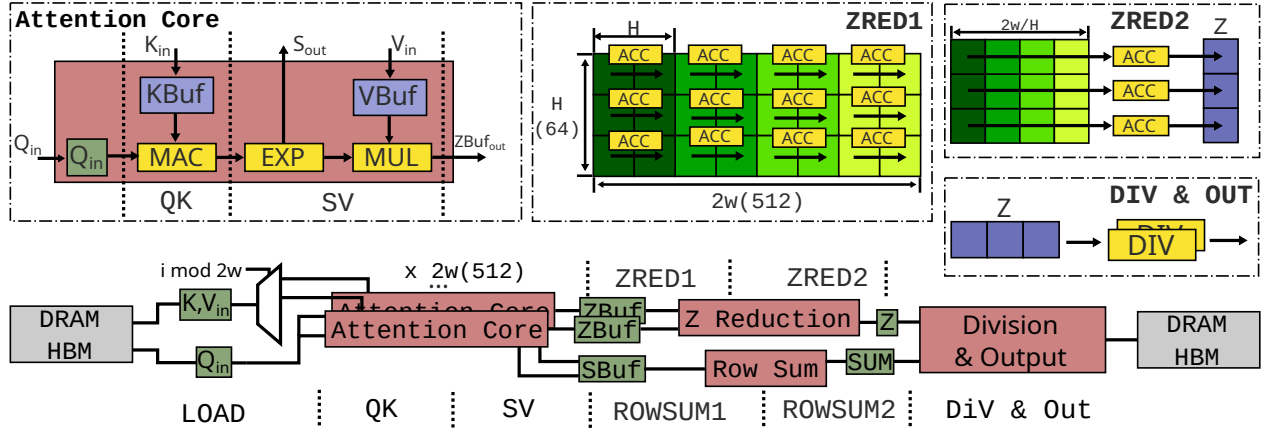 Attention Core
K_in
S_out
V_in
KBuf
VBuf
Q_in
Q_in
MAC
EXP
MUL
ZBuf_out
QK
SV
ZRED1
H
ACC ACC ACC ACC
H
(64)
ACC ACC ACC ACC
ACC ACC ACC ACC
2w(512)
ZRED2
2w/H
Z
ACC
ACC
ACC
DIV & OUT
Z
DIV
DIV
i mod 2w
x 2w(512)
...
ZRED1
ZRED2
K,V_in
Attention Core
ZBuf
DRAM
HBM
Attention Core
ZBuf
Z Reduction
Z
Division
& Output
DRAM
HBM
Q_in
SBuf
Row Sum
SUM
LOAD
QK
SV
ROWSUM1
ROWSUM2
DiV & Out